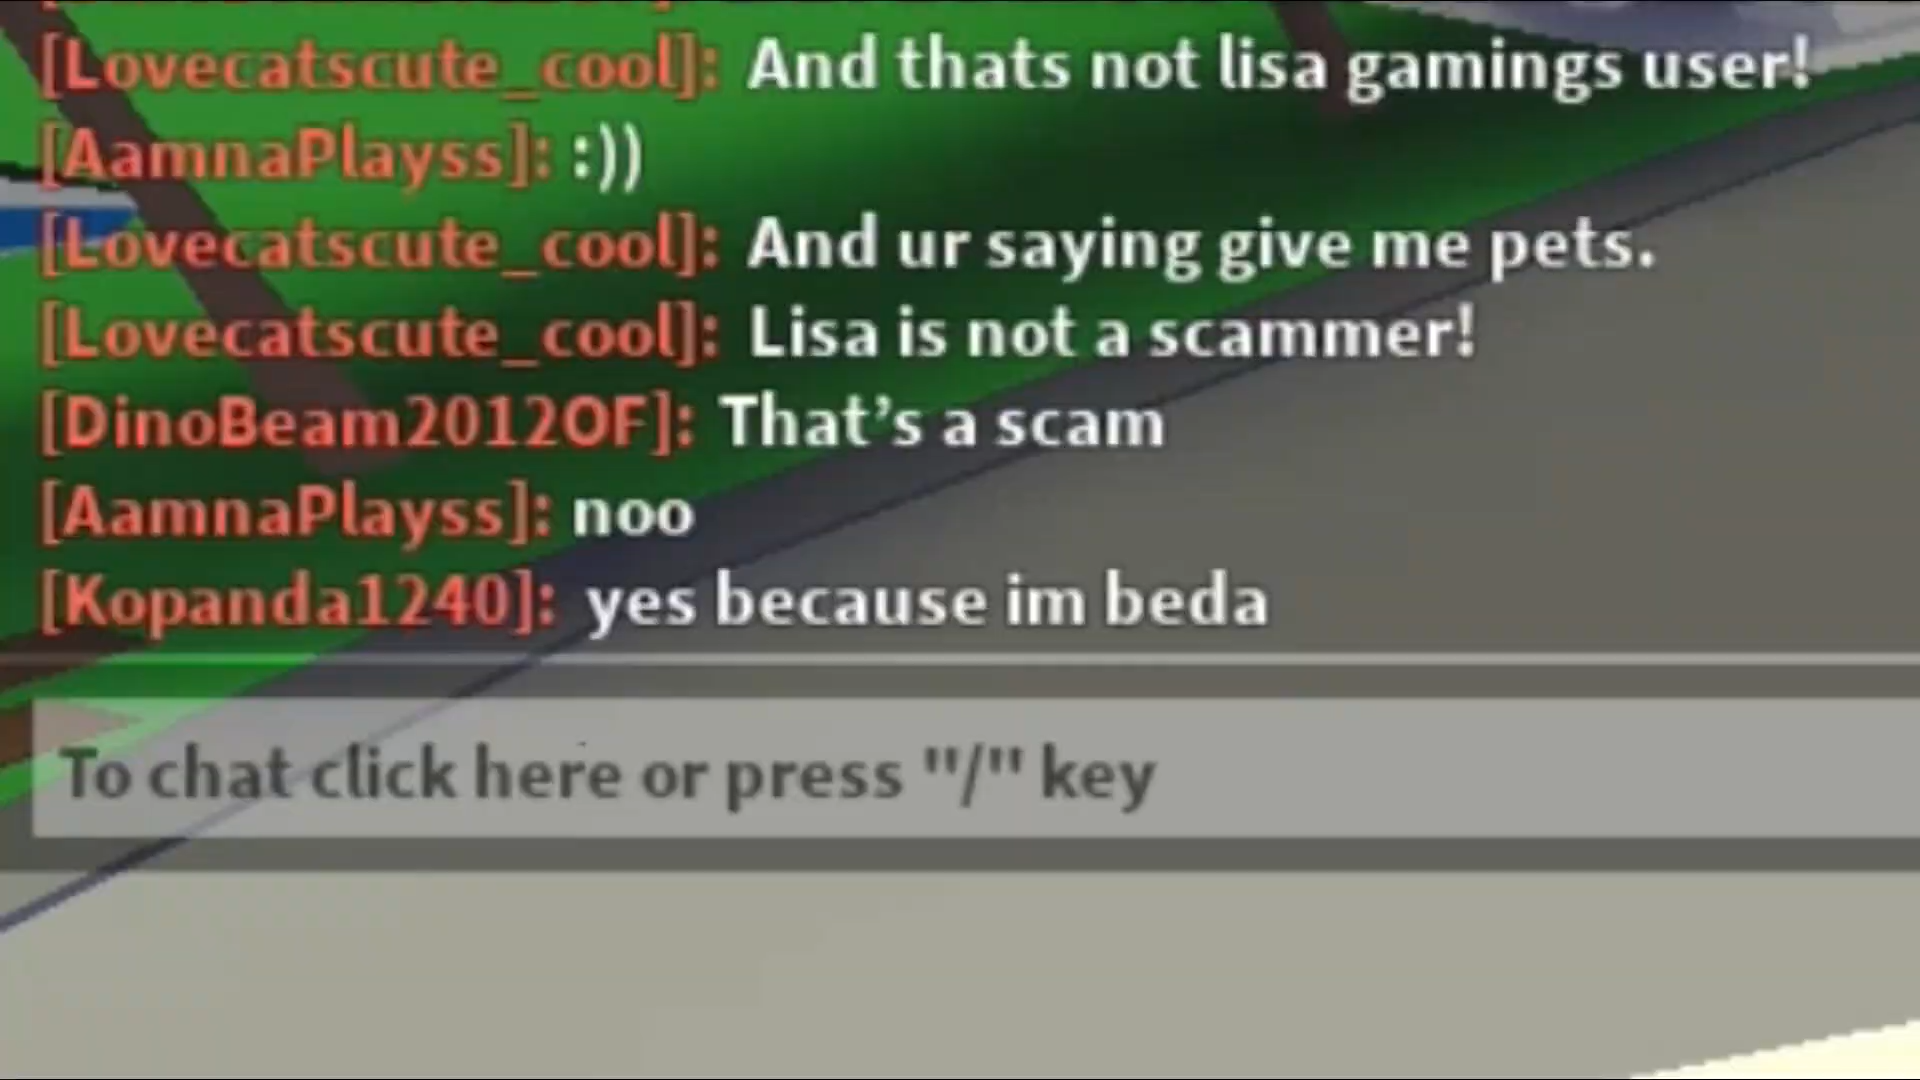 [Lovecatscute_cool]: And thats not lisa gamings user!
[AamnaPlayss]: :))
[Lovecatscute_cool]: And ur saying give me pets.
[Lovecatscute_cool]: Lisa is not a scammer!
[DinoBeam2012OF]: That’s a scam
[AamnaPlayss]: noo
[Kopanda1240]: yes because im beda
To chat click here or press "/" key